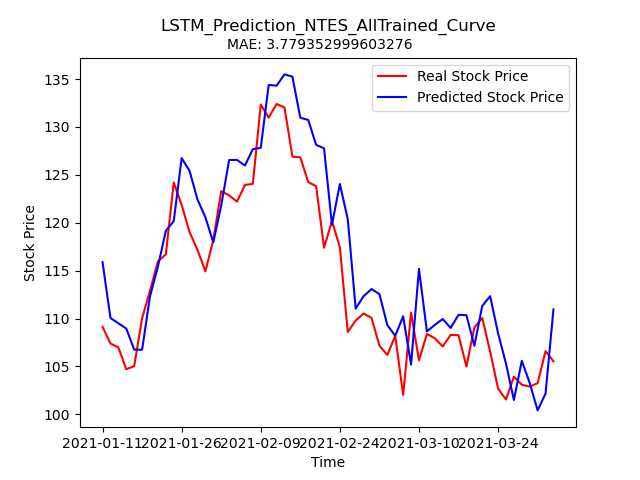 LSTM_Prediction_NTES_AllTrained_Curve
MAE: 3.779352999603276
Real Stock Price
Predicted Stock Price
Stock Price
135
130
125
120
115
110
105
100
2021-01-11
2021-01-26
2021-02-09
2021-02-24
2021-03-10
2021-03-24
Time